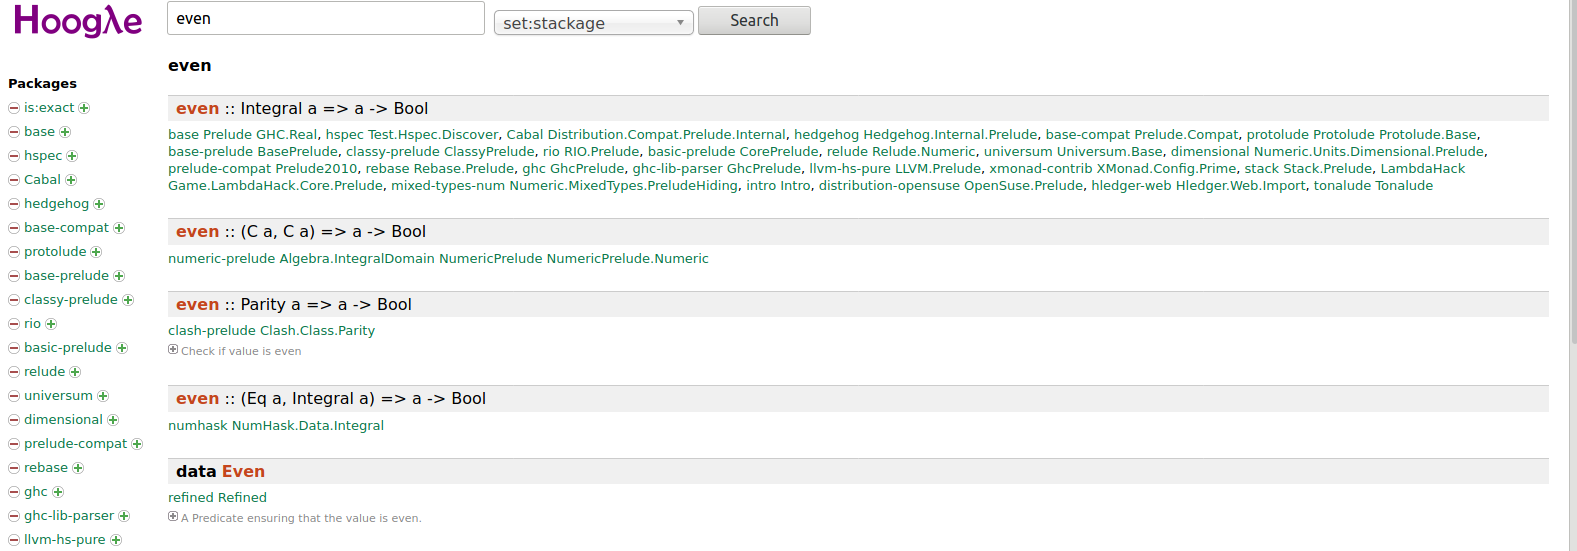 Hoogλe
even
set:stackage
Search
even
Packages
is:exact
base
hspec
Cabal
hedgehog
base-compat
protolude
base-prelude
classy-prelude
rio
basic-prelude
relude
universum
dimensional
prelude-compat
rebase
ghc
ghc-lib-parser
llvm-hs-pure
even :: Integral a => a -> Bool
base Prelude GHC.Real, hspec Test.Hspec.Discover, Cabal Distribution.Compat.Prelude.Internal, hedgehog Hedgehog.Internal.Prelude, base-compat Prelude.Compat, protolude Protolude Protolude.Base,
base-prelude BasePrelude, classy-prelude ClassyPrelude, rio RIO.Prelude, basic-prelude CorePrelude, relude Relude.Numeric, universum Universum.Base, dimensional Numeric.Units.Dimensional.Prelude,
prelude-compat Prelude2010, rebase Rebase.Prelude, ghc GhcPrelude, ghc-lib-parser GhcPrelude, llvm-hs-pure LLVM.Prelude, xmonad-contrib XMonad.Config.Prime, stack Stack.Prelude, LambdaHack
Game.LambdaHack.Core.Prelude, mixed-types-num Numeric.MixedTypes.PreludeHiding, intro Intro, distribution-opensuse OpenSuse.Prelude, hledger-web Hledger.Web.Import, tonalude Tonalude
even :: (C a, C a) => a -> Bool
numeric-prelude Algebra.IntegralDomain NumericPrelude NumericPrelude.Numeric
even :: Parity a => a -> Bool
clash-prelude Clash.Class.Parity
Check if value is even
even :: (Eq a, Integral a) => a -> Bool
numhask NumHask.Data.Integral
data Even
refined Refined
A Predicate ensuring that the value is even.